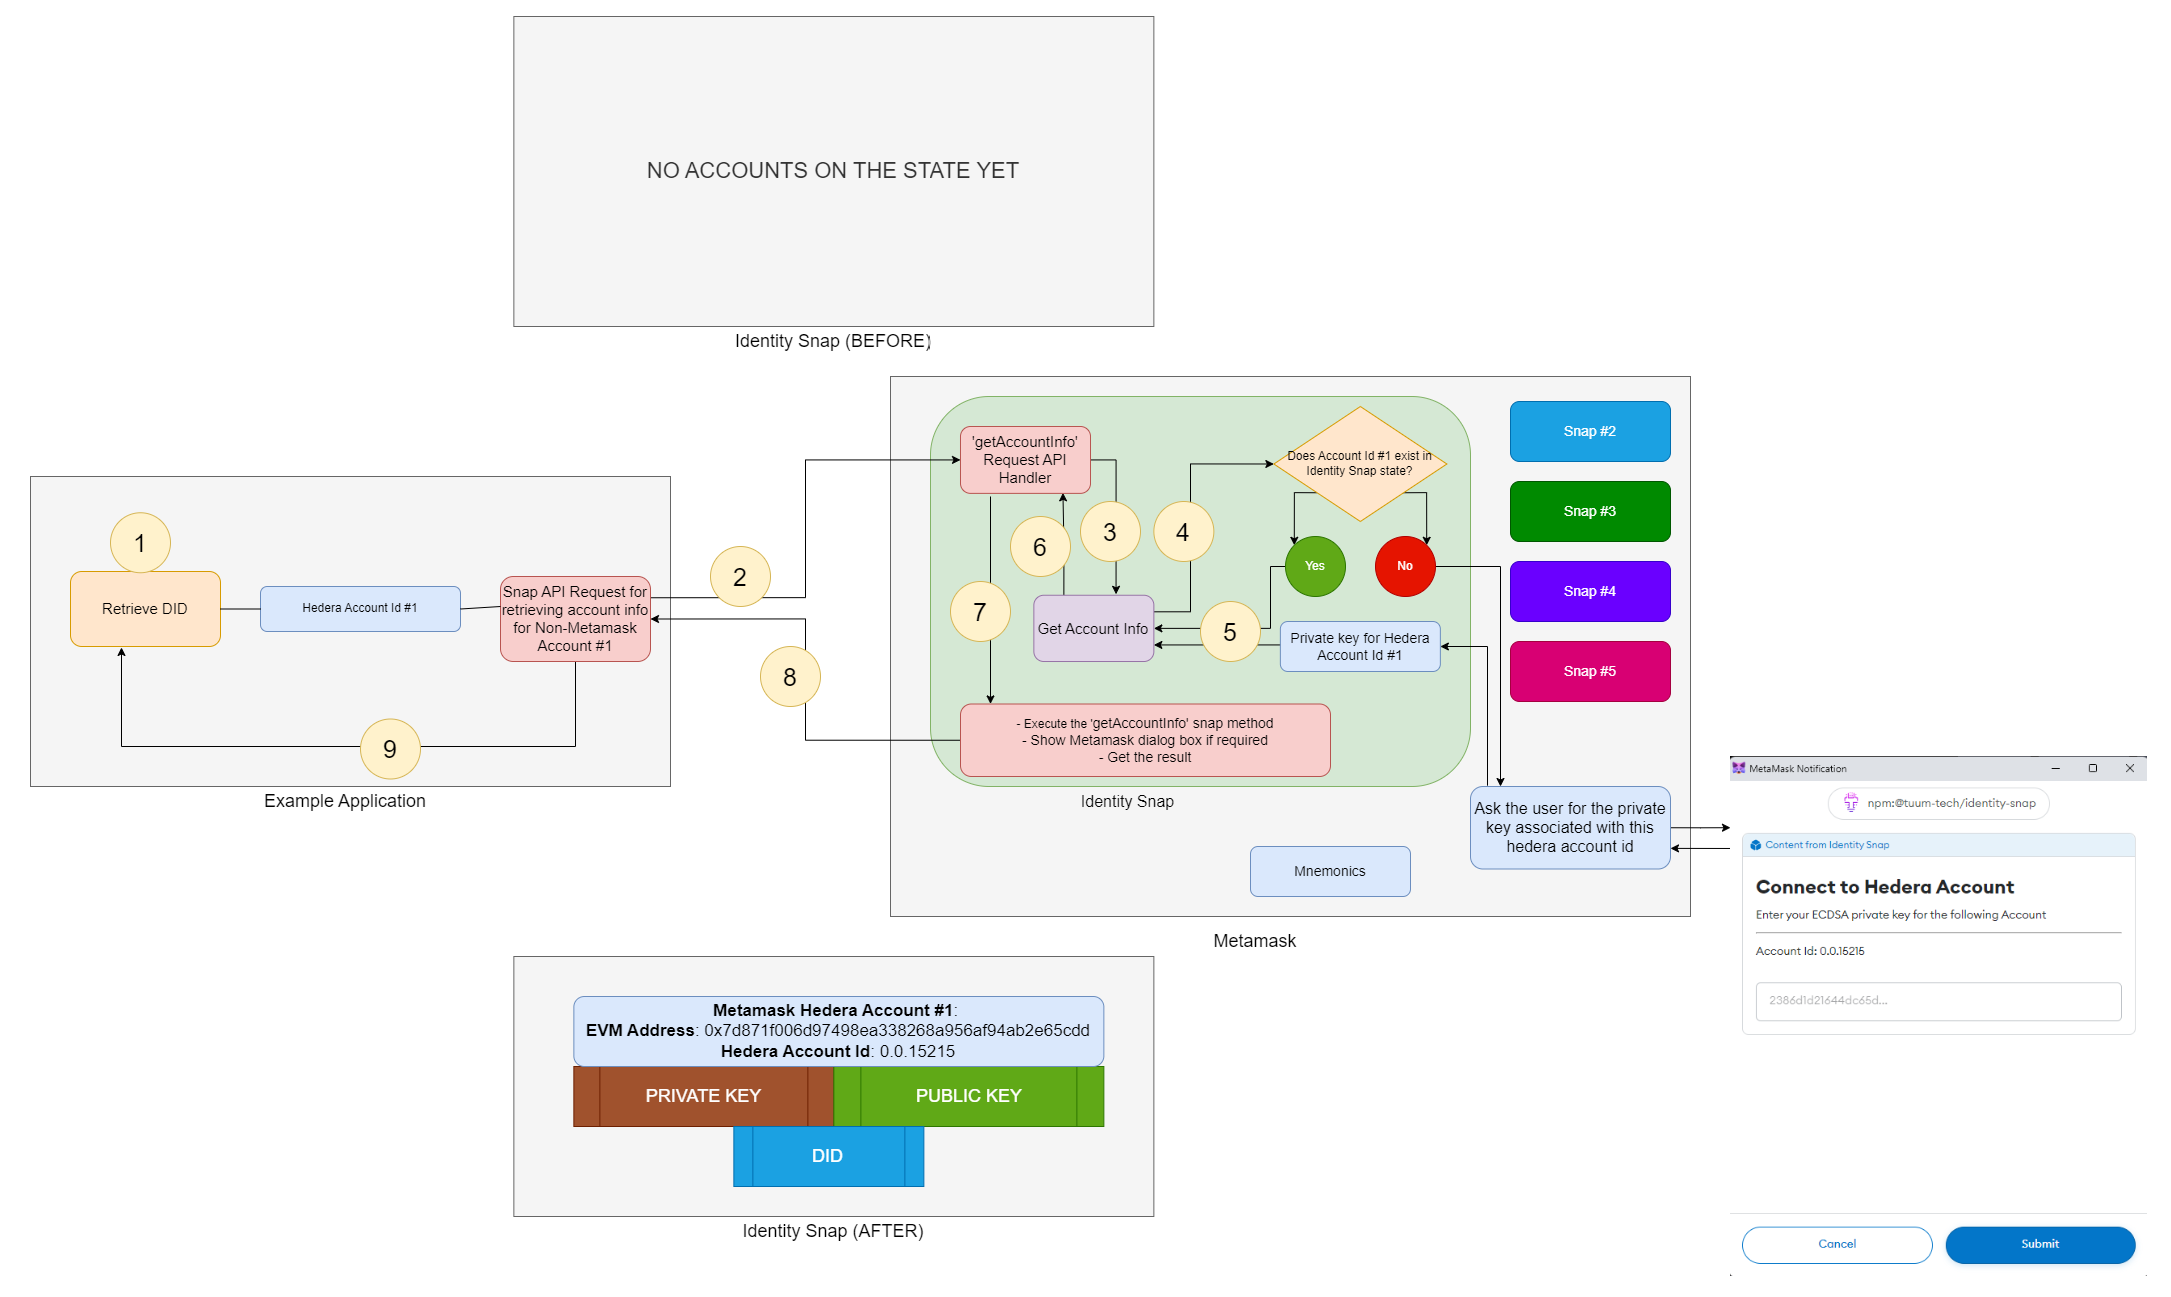 NO ACCOUNTS ON THE STATE YET
Identity Snap (BEFORE)
1
Retrieve DID
Hedera Account Id #1
Snap API Request for
retrieving account info
for Non-Metamask
Account #1
9
Example Application
2
8
'getAccountInfo'
Request API
Handler
3
4
6
7
Does Account Id #1 exist in
Identity Snap state?
Yes
No
Get Account Info
5
Private key for Hedera
Account Id #1
- Execute the 'getAccountInfo' snap method
- Show Metamask dialog box if required
- Get the result
Identity Snap
Snap #2
Snap #3
Snap #4
Snap #5
Ask the user for the private
key associated with this
hedera account id
Mnemonics
Metamask
MetaMask Notification
npm:@tuum-tech/identity-snap
Content from Identity Snap
Connect to Hedera Account
Enter your ECDSA private key for the following Account
Account Id: 0.0.15215
2386d1d21644dc65d...
Cancel
Submit
Metamask Hedera Account #1:
EVM Address: 0x7d871f006d97498ea338268a956af94ab2e65cdd
Hedera Account Id: 0.0.15215
PRIVATE KEY
PUBLIC KEY
DID
Identity Snap (AFTER)